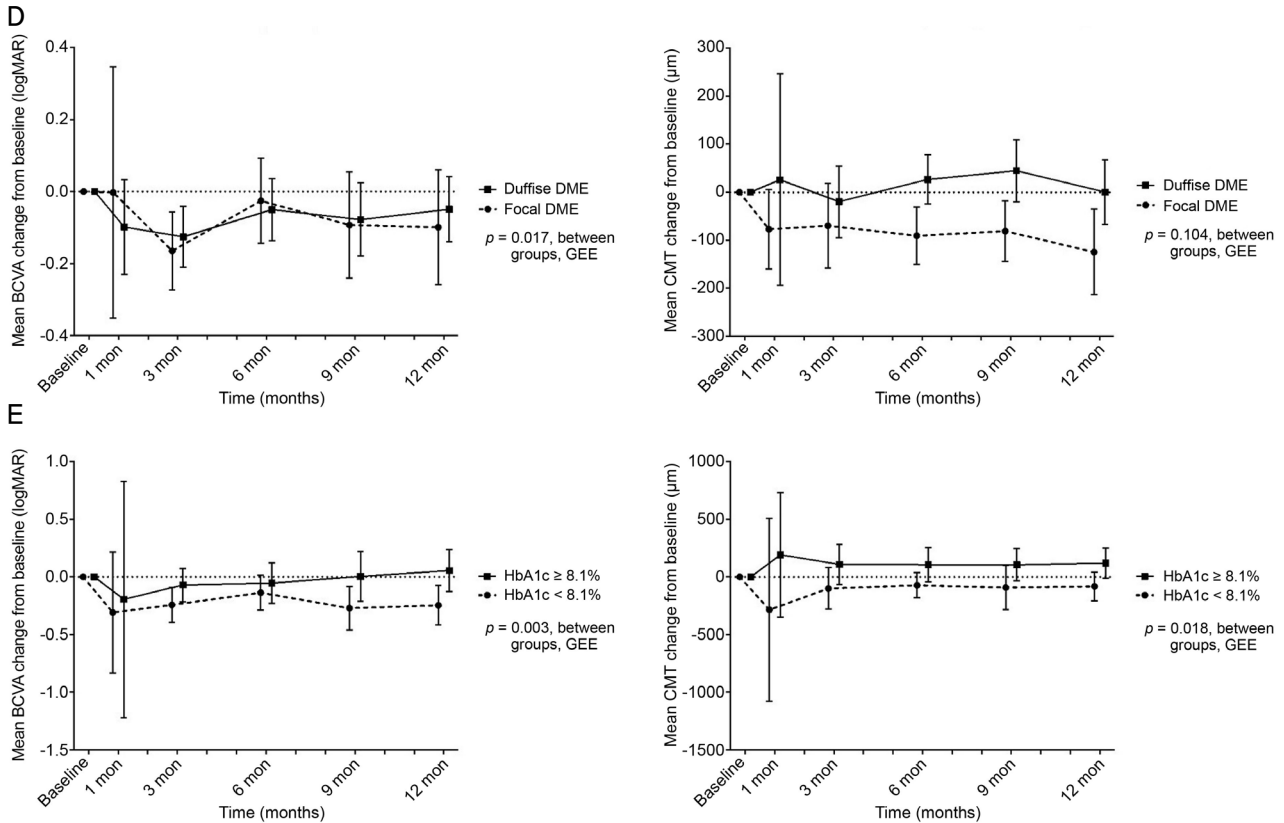 D
Mean BCVA change from baseline (logMAR)
0.4
0.2
0.0
-0.2
-0.4
Baseline
1 mon
3 mon
6 mon
9 mon
12 mon
Time (months)
Duffise DME
Focal DME
p = 0.017, between
groups, GEE
Mean CMT change from baseline (µm)
300
200
100
0
-100
-200
-300
Baseline
1 mon
3 mon
6 mon
9 mon
12 mon
Time (months)
Duffise DME
Focal DME
p = 0.104, between
groups, GEE
E
Mean BCVA change from baseline (logMAR)
1.0
0.5
0.0
-0.5
-1.0
-1.5
Baseline
1 mon
3 mon
6 mon
9 mon
12 mon
Time (months)
HbA1c ≥ 8.1%
HbA1c < 8.1%
p = 0.003, between
groups, GEE
Mean CMT change from baseline (µm)
1000
500
0
-500
-1000
-1500
Baseline
1 mon
3 mon
6 mon
9 mon
12 mon
Time (months)
HbA1c ≥ 8.1%
HbA1c < 8.1%
p = 0.018, between
groups, GEE